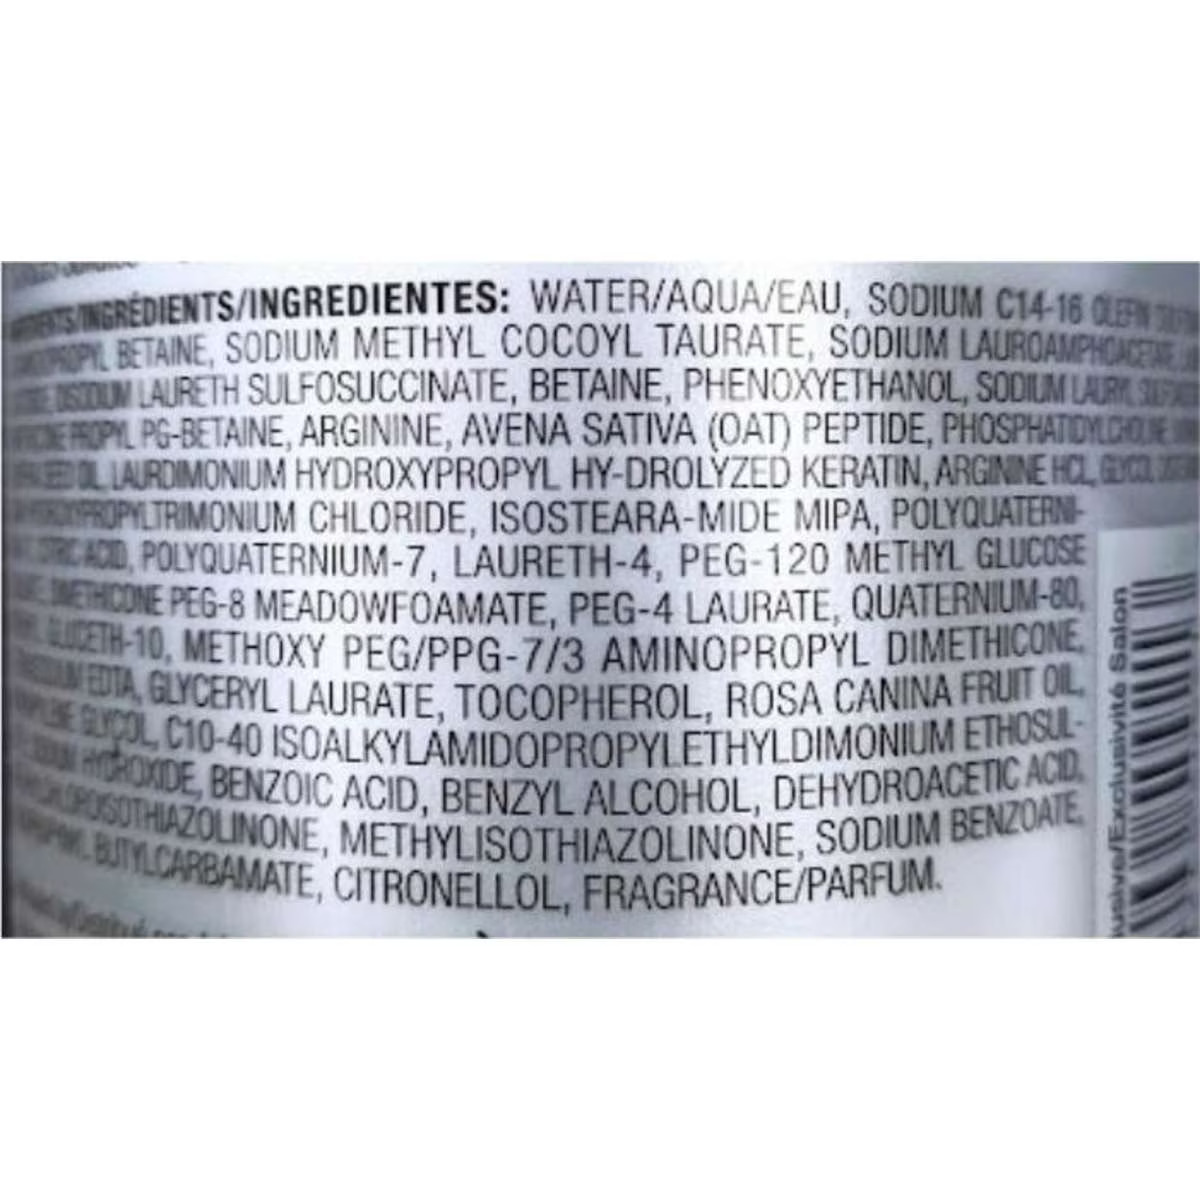 INGRÉDIENTS/INGREDIENTES: WATER/AQUA/EAU, SODIUM C14-16 OLEFIN
BETAINE, SODIUM METHYL COCOYL TAURATE, SODIUM LAUROAMPHOACETATE,
DISODIUM LAURETH SULFOSUCCINATE, BETAINE, PHENOXYETHANOL, SODIUM LAURYL
PROPYL PG-BETAINE, ARGININE, AVENA SATIVA (OAT) PEPTIDE, PHOSPHATIDYLCHOLINE,
SEED OIL, LAURDIMONIUM HYDROXYPROPYL HY-DROLYZED KERATIN, ARGININE HCL, GLYCOL
CHLORIDE, ISOSTEARA-MIDE MIPA, POLYQUATERNI-
CITRIC ACID, POLYQUATERNIUM-7, LAURETH-4, PEG-120 METHYL GLUCOSE
DIMETHICONE PEG-8 MEADOWFOAMATE, PEG-4 LAURATE, QUATERNIUM-80,
GLUCETH-10, METHOXY PEG/PPG-7/3 AMINOPROPYL DIMETHICONE,
EDTA, GLYCERYL LAURATE, TOCOPHEROL, ROSA CANINA FRUIT OIL,
GLYCOL, C10-40 ISOALKYLAMIDOPROPYLETHYLDIMONIUM ETHOSUL-
HYDROXIDE, BENZOIC ACID, BENZYL ALCOHOL, DEHYDROACETIC ACID,
METHYLISOTHIAZOLINONE, SODIUM BENZOATE,
BUTYLCARBAMATE, CITRONELLOL, FRAGRANCE/PARFUM.
/Exclusivité Salon